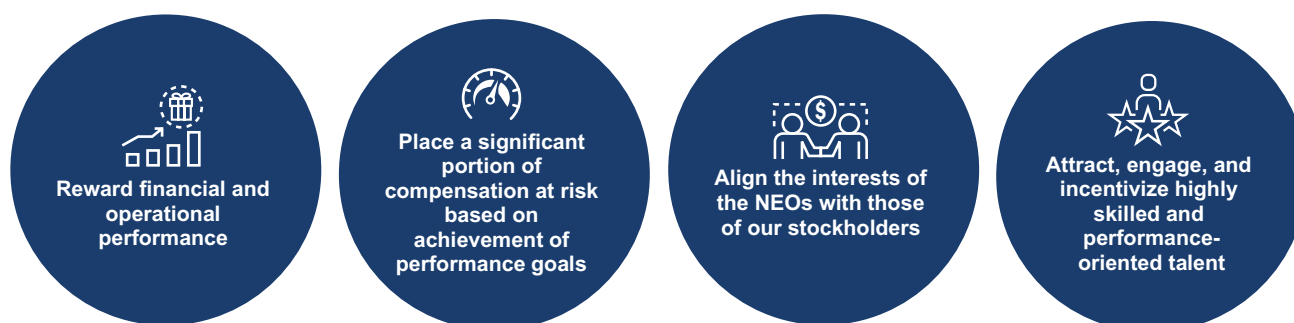 Reward financial and
operational
performance
Place a significant
portion of
compensation at risk
based on
achievement of
performance goals
$
Align the interests of
the NEOs with those
of our stockholders
Attract, engage, and
incentivize highly
skilled and
performance-
oriented talent